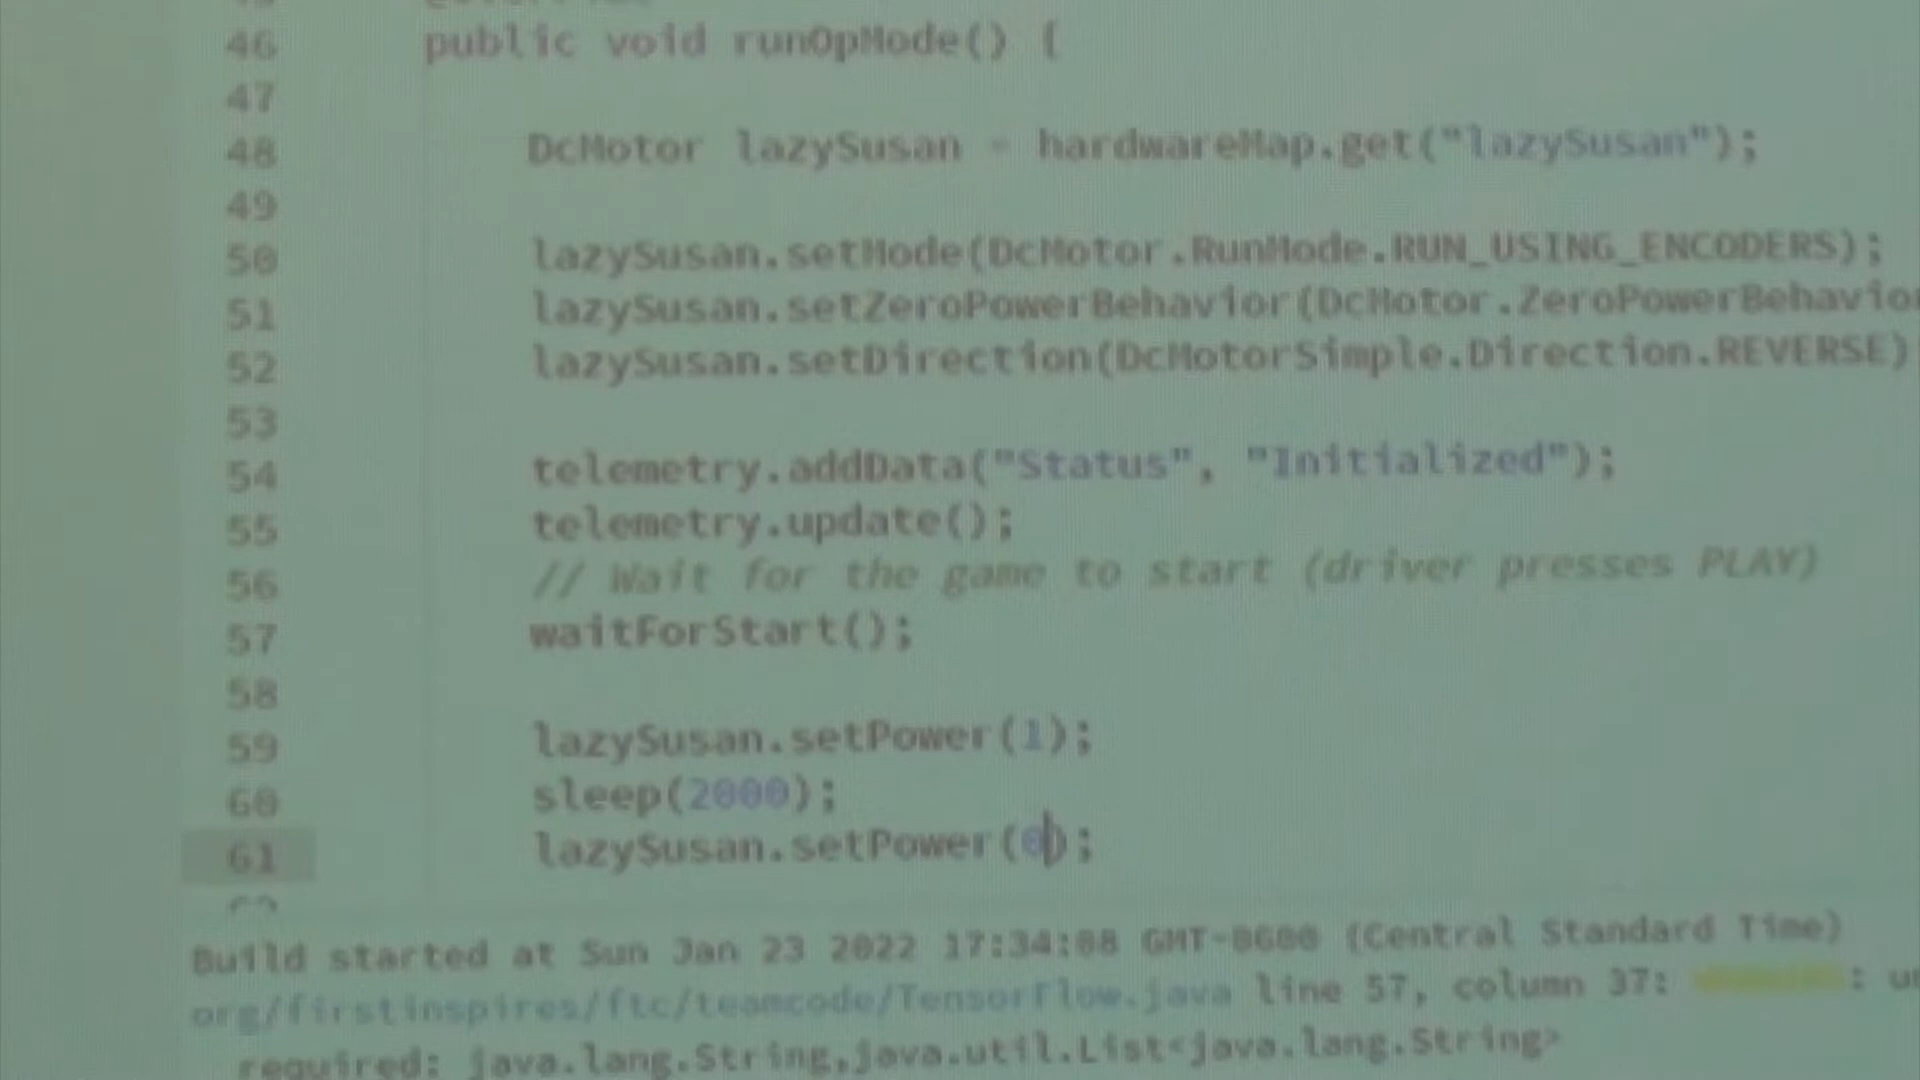 46 public void runOpMode() {
47
48 DcMotor lazySusan = hardwareMap.get("lazySusan");
49
50 lazySusan.setMode(DcMotor.RunMode.RUN_USING_ENCODERS);
51 lazySusan.setZeroPowerBehavior(DcMotor.ZeroPowerBehavior
52 lazySusan.setDirection(DcMotorSimple.Direction.REVERSE)
53
54 telemetry.addData("Status", "Initialized");
55 telemetry.update();
56 // Wait for the game to start (driver presses PLAY)
57 waitForStart();
58
59 lazySusan.setPower(1);
60 sleep(2000);
61 lazySusan.setPower(0);
Build started at Sun Jan 23 2022 17:34:08 GMT-0600 (Central Standard Time)
org/firstinspires/ftc/teamcode/TensorFlow.java line 57, column 37: : un
required: java.lang.String,java.util.List<java.lang.String>